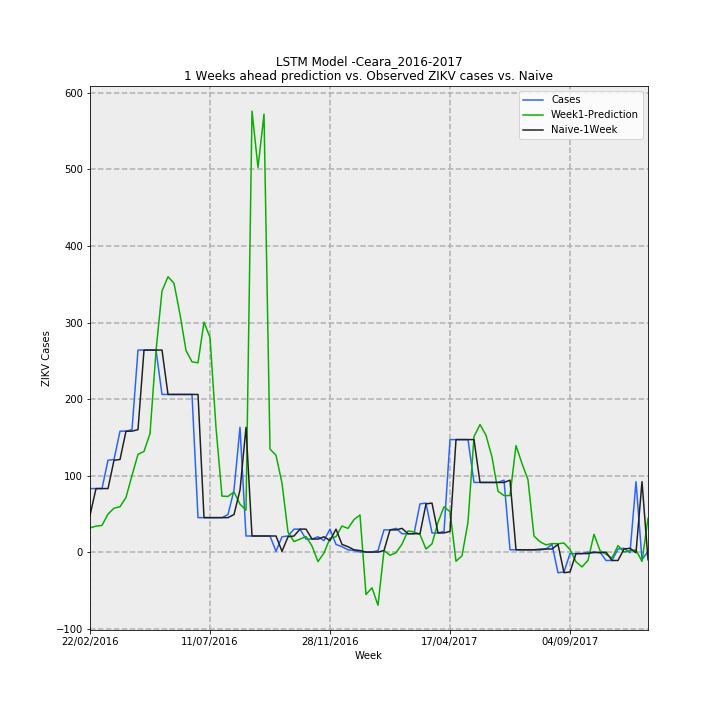 LSTM Model -Ceara_2016-2017
1 Weeks ahead prediction vs. Observed ZIKV cases vs. Naive
Cases
Week1-Prediction
Naive-1Week
ZIKV Cases
600
500
400
300
200
100
0
−100
22/02/2016
11/07/2016
28/11/2016
17/04/2017
04/09/2017
Week